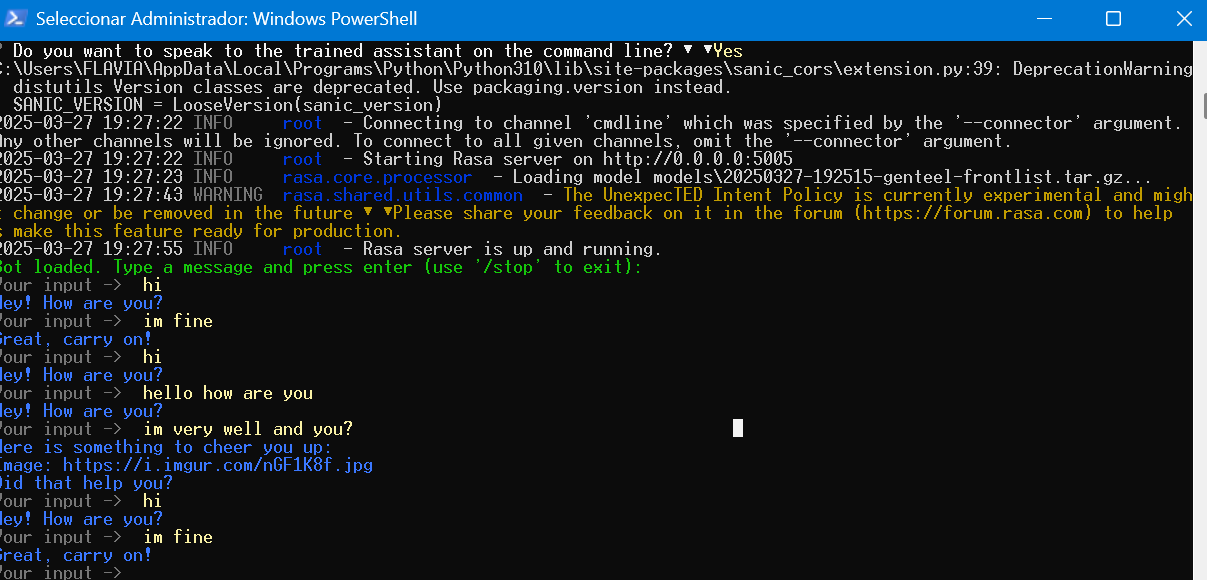 Seleccionar Administrador: Windows PowerShell
? Do you want to speak to the trained assistant on the command line? ▼ ▼Yes
C:\Users\FLAVIA\AppData\Local\Programs\Python\Python310\lib\site-packages\sanic_cors\extension.py:39: DeprecationWarning
 distutils Version classes are deprecated. Use packaging.version instead.
SANIC_VERSION = LooseVersion(sanic_version)
2025-03-27 19:27:22 INFO root - Connecting to channel 'cmdline' which was specified by the '--connector' argument.
Any other channels will be ignored. To connect to all given channels, omit the '--connector' argument.
2025-03-27 19:27:22 INFO root - Starting Rasa server on http://0.0.0.0:5005
2025-03-27 19:27:23 INFO rasa.core.processor - Loading model models\20250327-192515-genteel-frontlist.tar.gz...
2025-03-27 19:27:43 WARNING rasa.shared.utils.common - The UnexpecTED Intent Policy is currently experimental and migh
t change or be removed in the future ▼ ▼Please share your feedback on it in the forum (https://forum.rasa.com) to help u
s make this feature ready for production.
2025-03-27 19:27:55 INFO root - Rasa server is up and running.
Bot loaded. Type a message and press enter (use '/stop' to exit):
Your input -> hi
Hey! How are you?
Your input -> im fine
Great, carry on!
Your input -> hi
Hey! How are you?
Your input -> hello how are you
Hey! How are you?
Your input -> im very well and you?
Here is something to cheer you up:
Image: https://i.imgur.com/nGF1K8f.jpg
Did that help you?
Your input -> hi
Hey! How are you?
Your input -> im fine
Great, carry on!
Your input ->